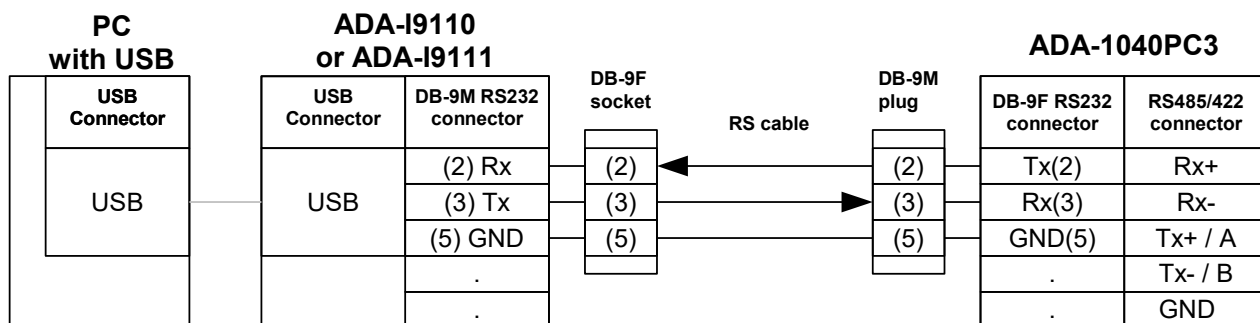 PC
with USB
ADA-I9110
or ADA-I9111
ADA-1040PC3
USB
Connector
USB
Connector
DB-9M RS232
connector
DB-9F
socket
RS cable
DB-9M
plug
DB-9F RS232
connector
RS485/422
connector
USB
USB
(2) Rx
(2)
(2)
Tx(2)
Rx+
(3) Tx
(3)
(3)
Rx(3)
Rx-
(5) GND
(5)
(5)
GND(5)
Tx+ / A
.
.
Tx- / B
.
.
GND